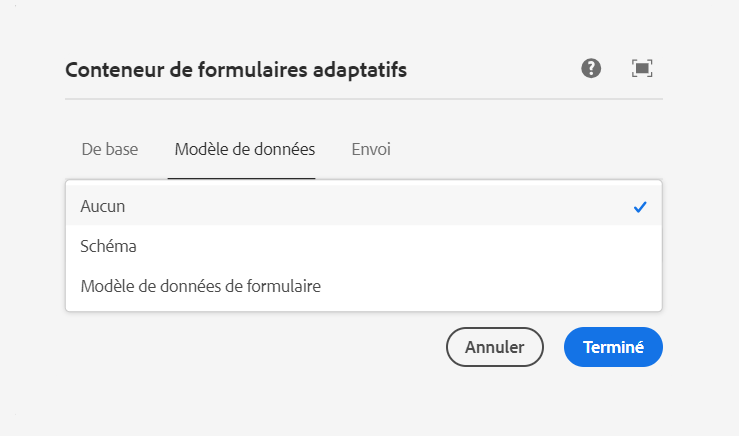 Conteneur de formulaires adaptatifs
De base Modèle de données Envoi
Aucun
Schéma
Modèle de données de formulaire
Annuler Terminé